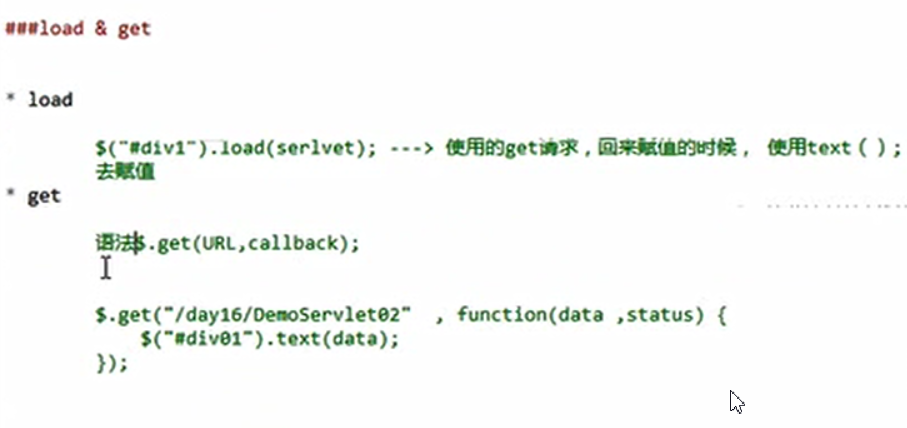 ###load & get
* load
$("#div1").load(serlvet); ---> 使用的get请求，回来赋值的时候， 使用text（）;
去赋值
* get
语法$.get(URL,callback);
$.get("/day16/DemoServlet02"  , function(data ,status) {
$("#div01").text(data);
});